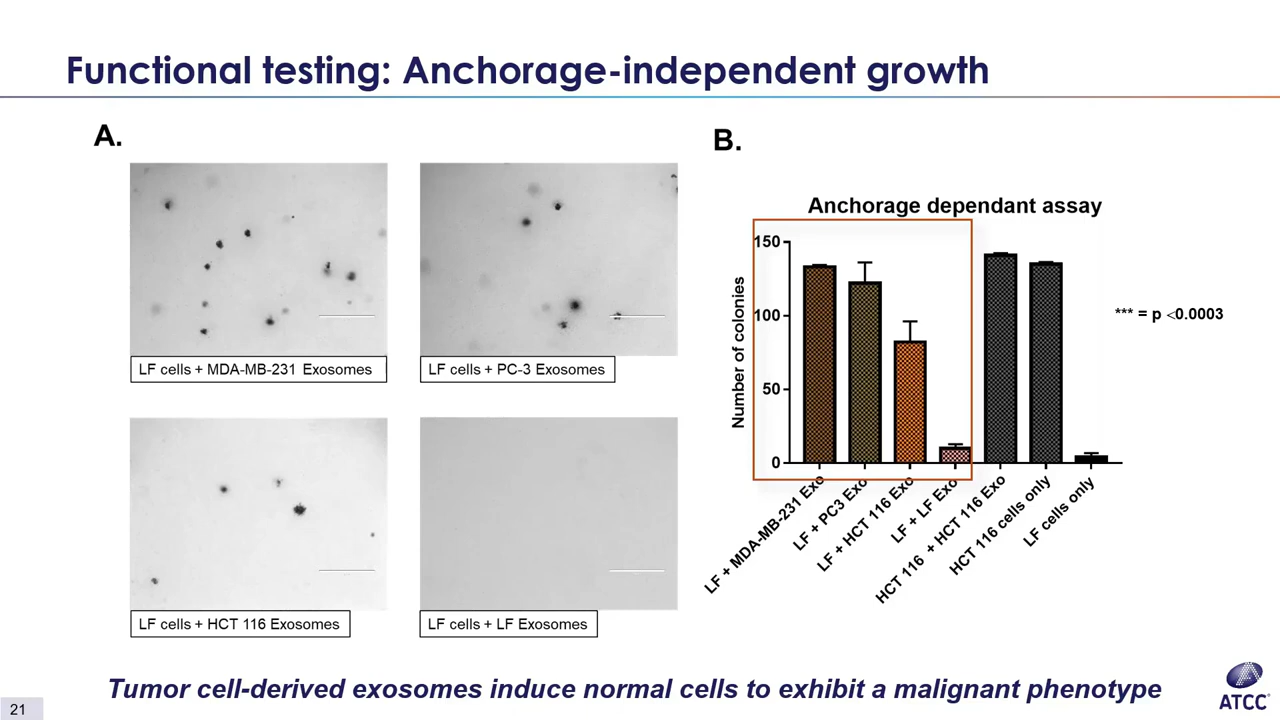 Functional testing: Anchorage-independent growth
A.
LF cells + MDA-MB-231 Exosomes
LF cells + PC-3 Exosomes
LF cells + HCT 116 Exosomes
LF cells + LF Exosomes
B.
Anchorage dependant assay
Number of colonies
150
100
50
0
LF + MDA-MB-231 Exo
LF + PC3 Exo
LF + HCT 116 Exo
LF + LF Exo
HCT 116 + HCT 116 Exo
HCT 116 cells only
LF cells only
*** = p <0.0003
Tumor cell-derived exosomes induce normal cells to exhibit a malignant phenotype
21
ATCC